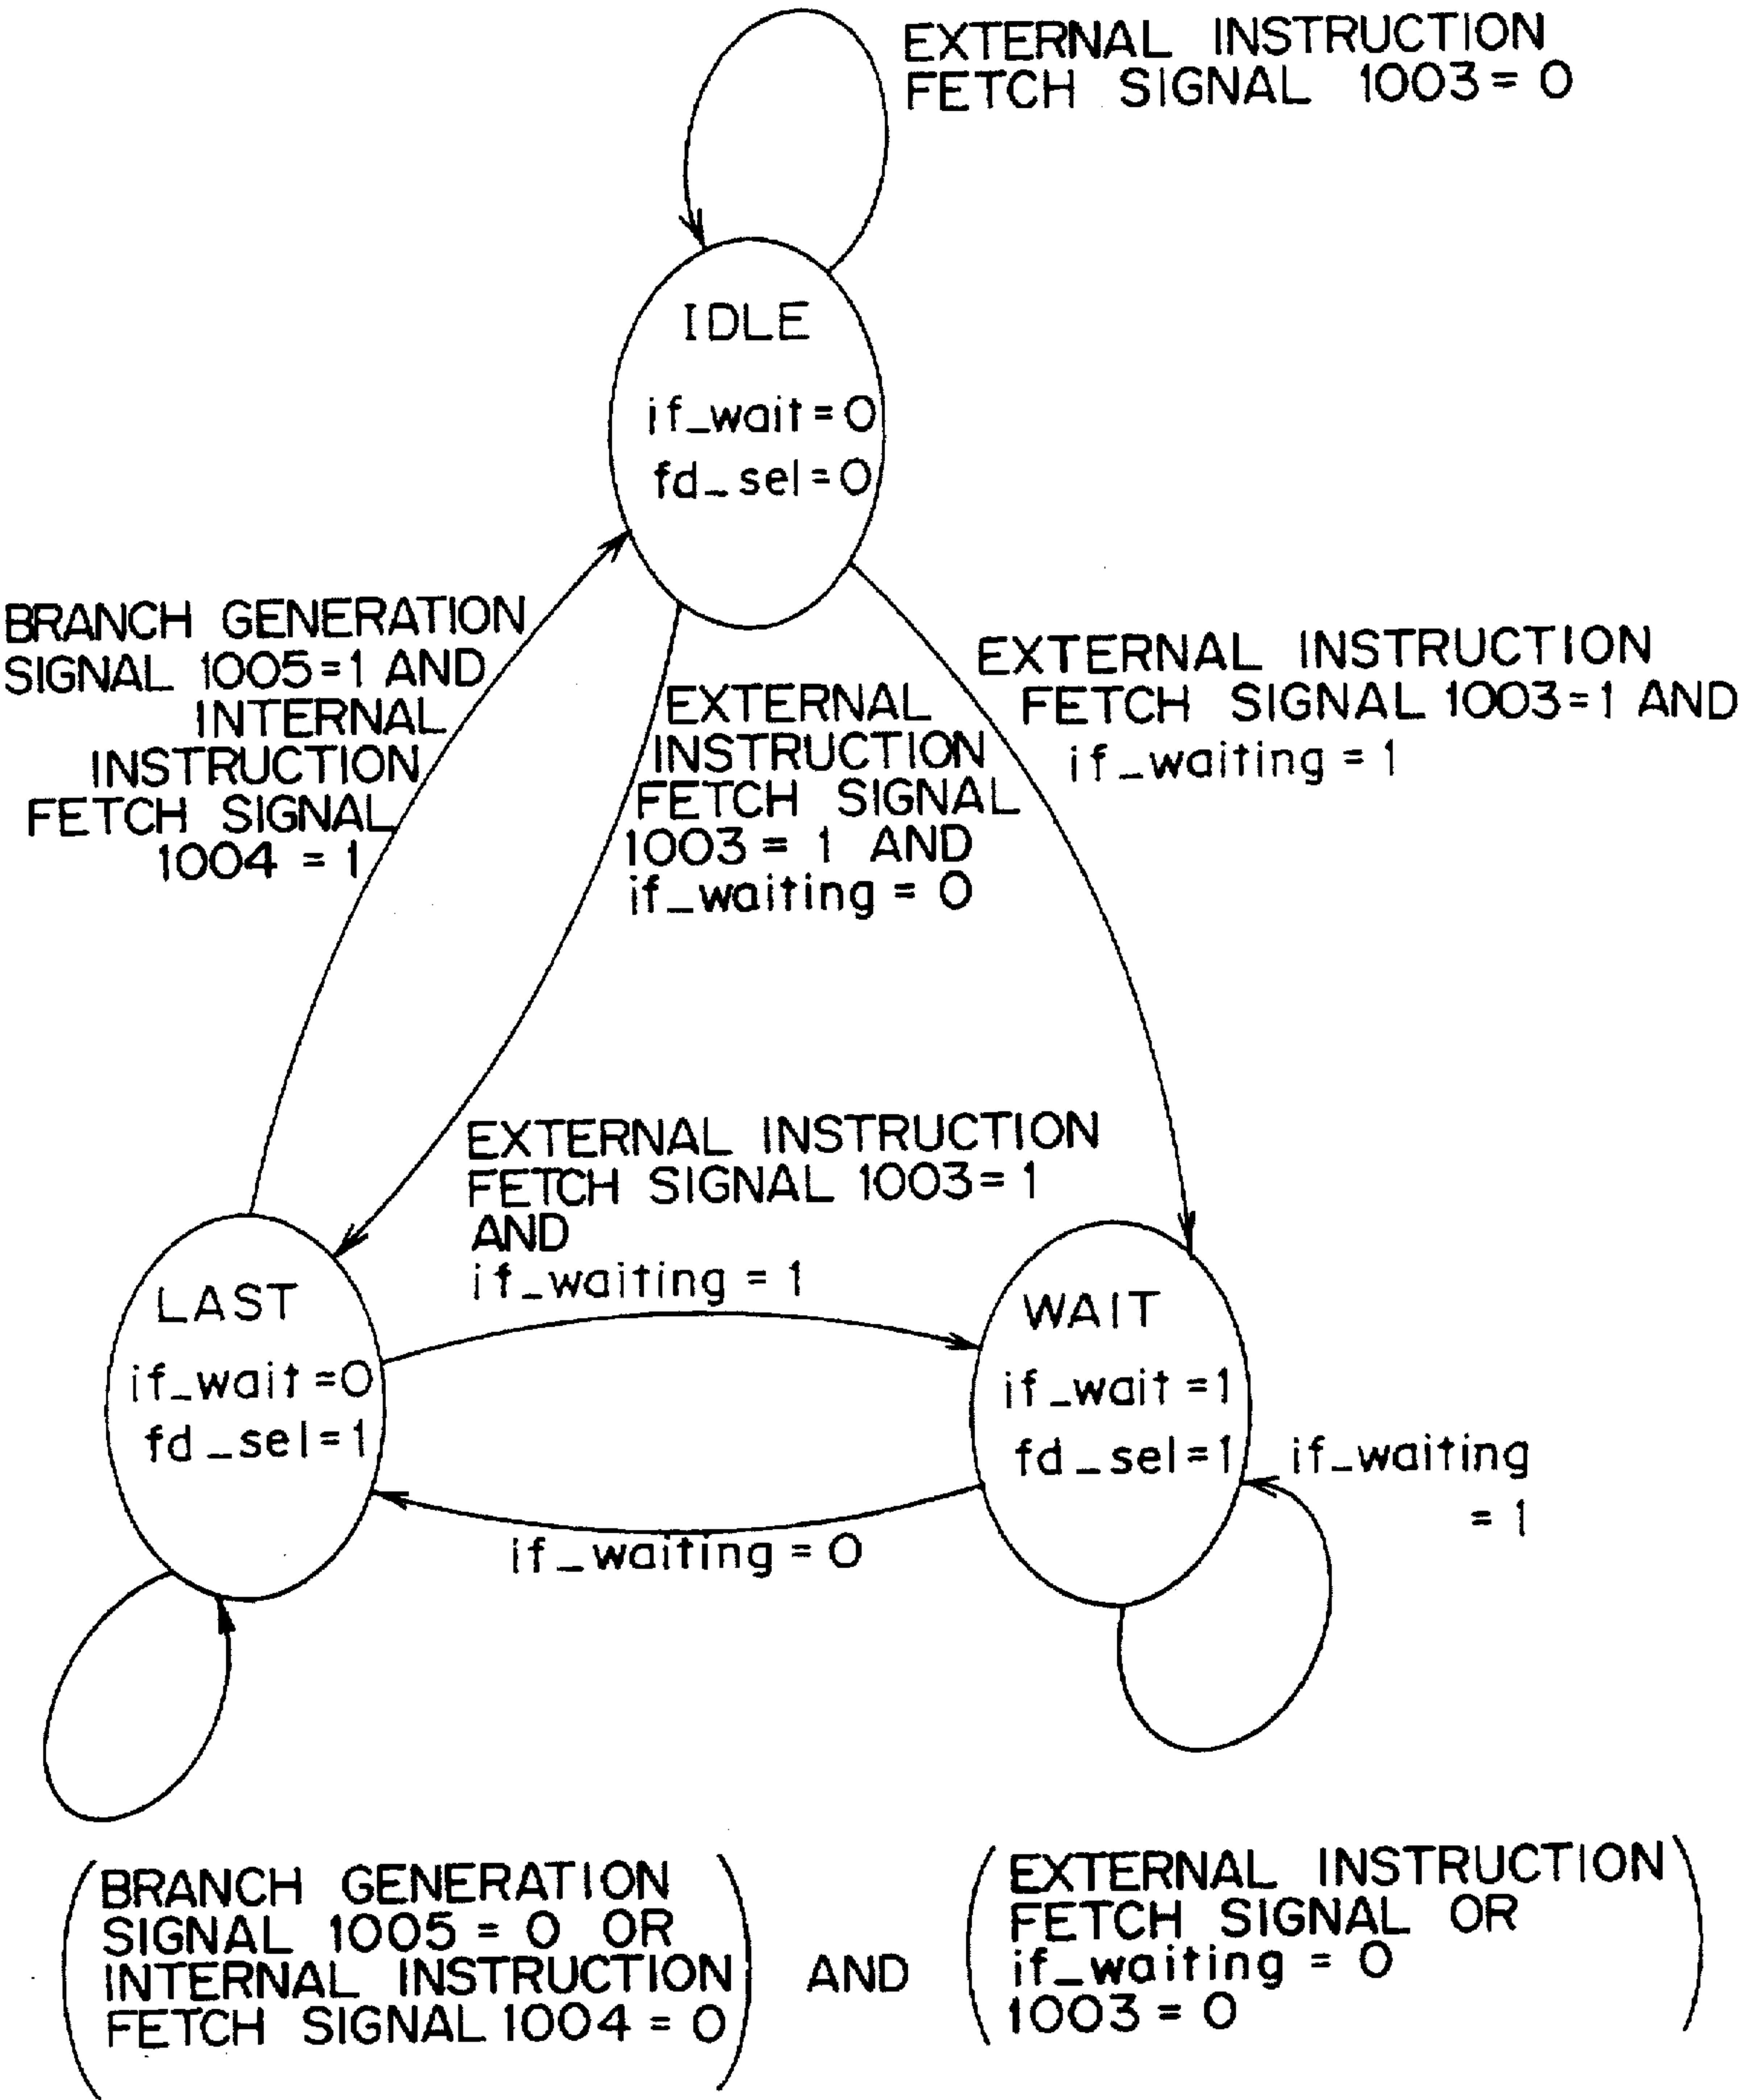 EXTERNAL INSTRUCTION
FETCH SIGNAL 1003 = 0
IDLE
if_wait = 0
fd_sel = 0
BRANCH GENERATION
SIGNAL 1005 = 1 AND
INTERNAL
INSTRUCTION
FETCH SIGNAL
1004 = 1
EXTERNAL
INSTRUCTION
FETCH SIGNAL
1003 = 1 AND
if_waiting = 0
EXTERNAL INSTRUCTION
FETCH SIGNAL 1003 = 1 AND
if_waiting = 1
EXTERNAL INSTRUCTION
FETCH SIGNAL 1003 = 1
AND
if_waiting = 1
LAST
if_wait = 0
fd_sel = 1
WAIT
if_wait = 1
fd_sel = 1
if_waiting
= 1
if_waiting = 0
(BRANCH GENERATION
SIGNAL 1005 = 0 OR
INTERNAL INSTRUCTION
FETCH SIGNAL 1004 = 0)
AND
(EXTERNAL INSTRUCTION
FETCH SIGNAL OR
if_waiting = 0
1003 = 0)